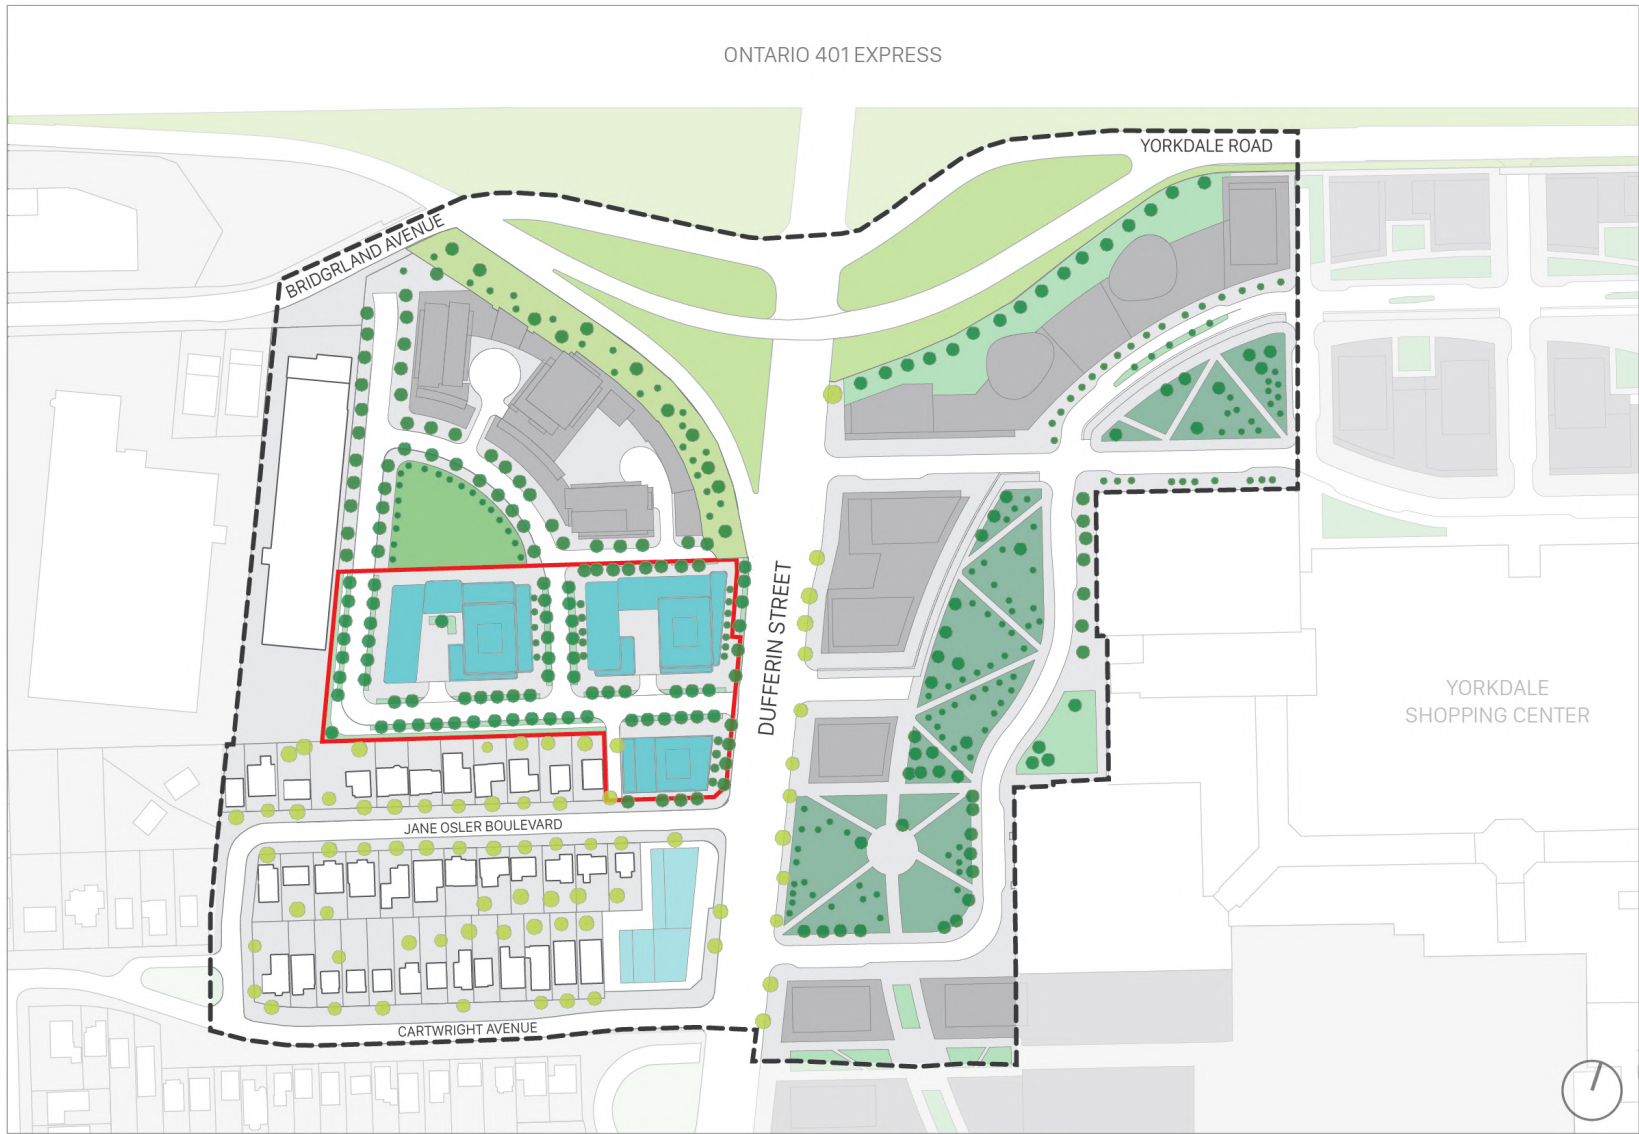 ONTARIO 401 EXPRESS
YORKDALE ROAD
BRIDGRLAND AVENUE
DUFFERIN STREET
YORKDALE
SHOPPING CENTER
JANE OSLER BOULEVARD
CARTWRIGHT AVENUE